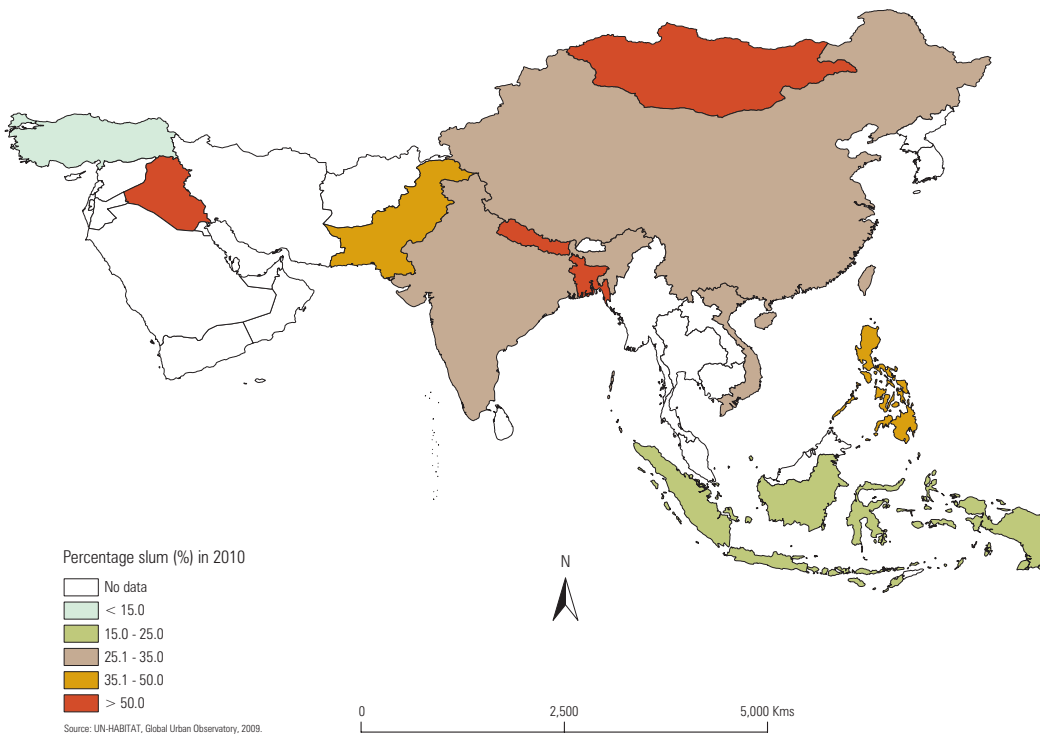 Percentage slum (%) in 2010
No data
< 15.0
15.0 - 25.0
25.1 - 35.0
35.1 - 50.0
> 50.0
Source: UN-HABITAT, Global Urban Observatory, 2009.
N
0 2,500 5,000 Kms